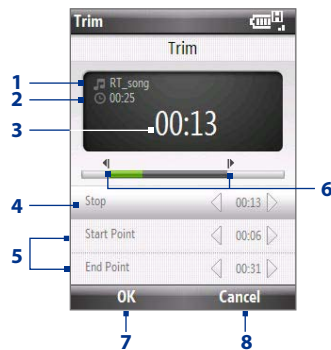 Trim
H
Trim
1
RT_song
2
00:25
3
00:13
6
4
Stop
00:13
5
Start Point
00:06
End Point
00:31
OK
Cancel
7
8